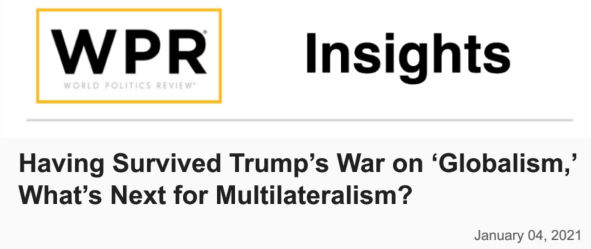 WPR
WORLD POLITICS REVIEW®
Insights
Having Survived Trump's War on ‘Globalism,’
What's Next for Multilateralism?
January 04, 2021